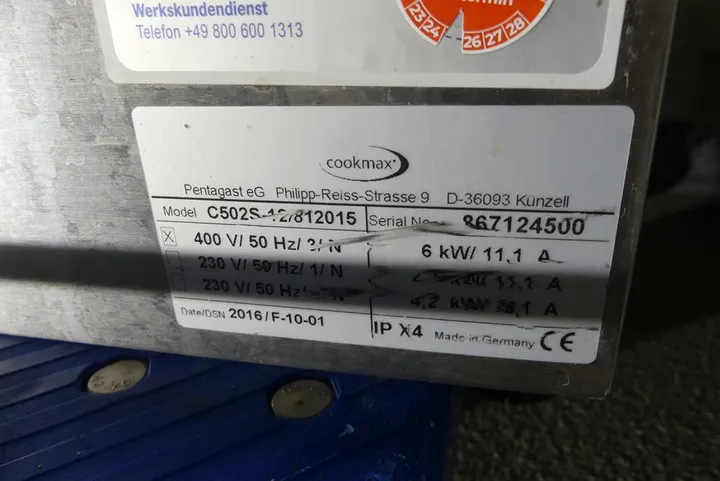 Werkskundendienst
Telefon +49 800 600 1313
23 24 26 27 28
cookmax
Pentagast eG Philipp-Reiss-Strasse 9 D-36093 Künzell
Model C502S-12/812015 Serial No 867124500
X 400 V/ 50 Hz/ 3/ N 6 kW/ 11,1 A
230 V/ 50 Hz/ 1/ N 11,1 A
230 V/ 50 Hz/ N 4,2 kW/ A
Date/DSN 2016/F-10-01 IP X4 Made in Germany CE